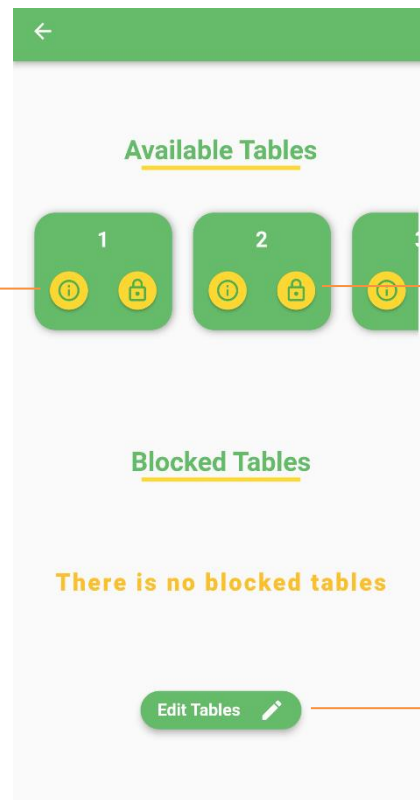 Available Tables
1
2
Blocked Tables
There is no blocked tables
Edit Tables